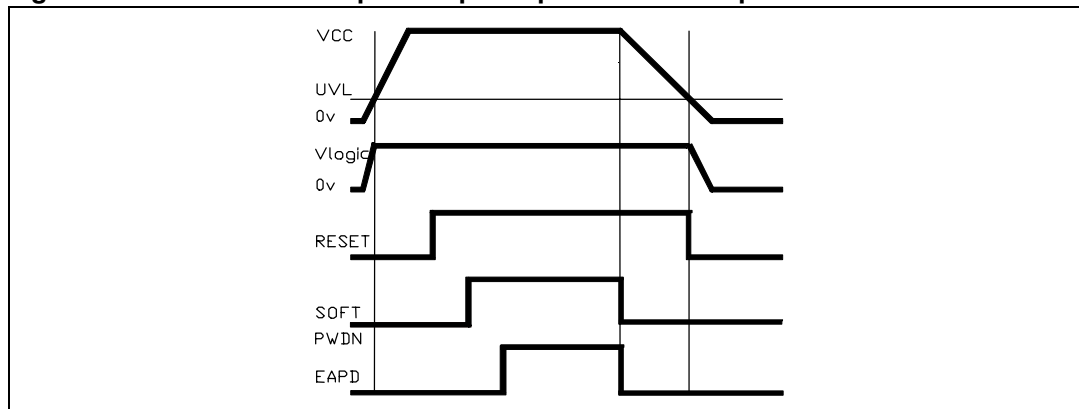 VCC
UVL
0v
Vlogic
0v
RESET
SOFT
PWDN
EAPD